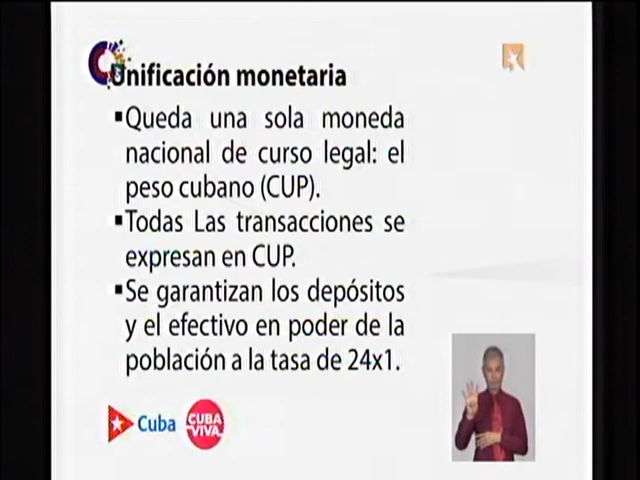 Unificación monetaria
▪Queda una sola moneda
nacional de curso legal: el
peso cubano (CUP).
▪Todas Las transacciones se
expresan en CUP.
▪Se garantizan los depósitos
y el efectivo en poder de la
población a la tasa de 24x1.
Cuba
CUBA
VIVA